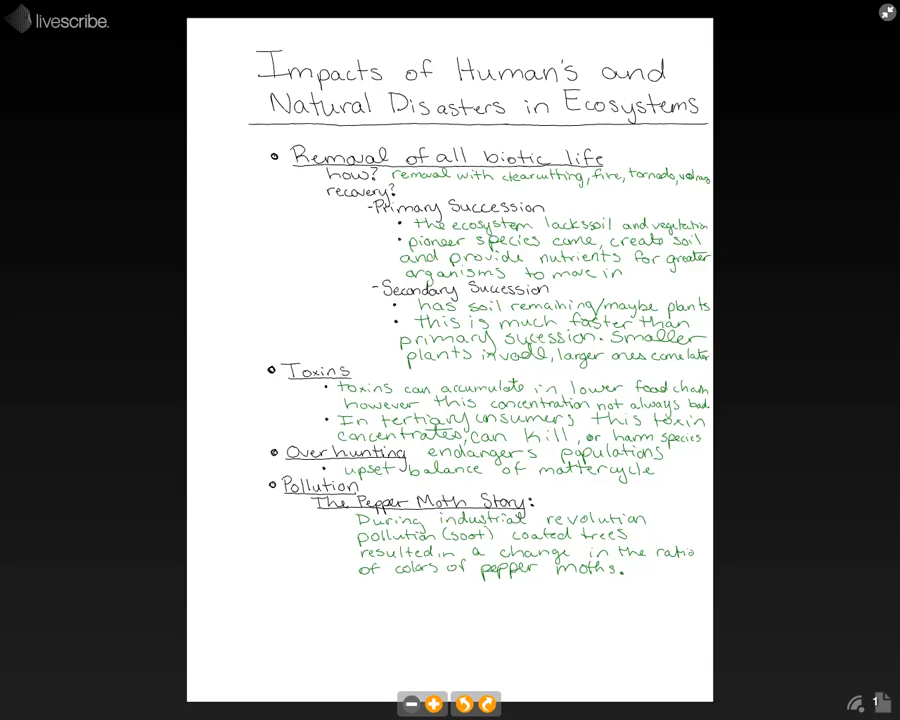 livescribe.
Impacts of Human's and
Natural Disasters in Ecosystems
• Removal of all biotic life
how? removal with clearcutting, fire, tornado,
recovery?
- Primary Succession
• the ecosystem lacks soil and vegetation
• pioneer species come, create soil
and provide nutrients for greater
organisms to move in
- Secondary Succession
• has soil remaining/maybe plants
• this is much faster than
primary sucession. Smaller
plants invade, larger ones come later
• Toxins
• toxins can accumulate in lower food chain
however this concentration not always bad.
• In tertiary consumers this toxin
concentrates, can kill, or harm species
• Over hunting endangers populations
• upset balance of matter cycle
• Pollution
The Pepper Moth Story:
During industrial revolution
pollution (soot) coated trees
resulted in a change in the ratio
of colors of pepper moths.
1